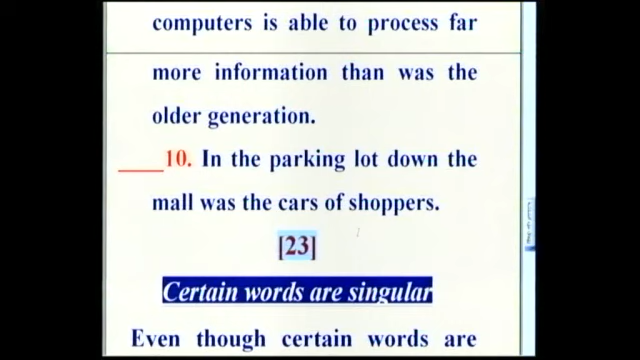 computers is able to process far
more information than was the
older generation.
____10. In the parking lot down the
mall was the cars of shoppers.
[23]
Certain words are singular
Even though certain words are